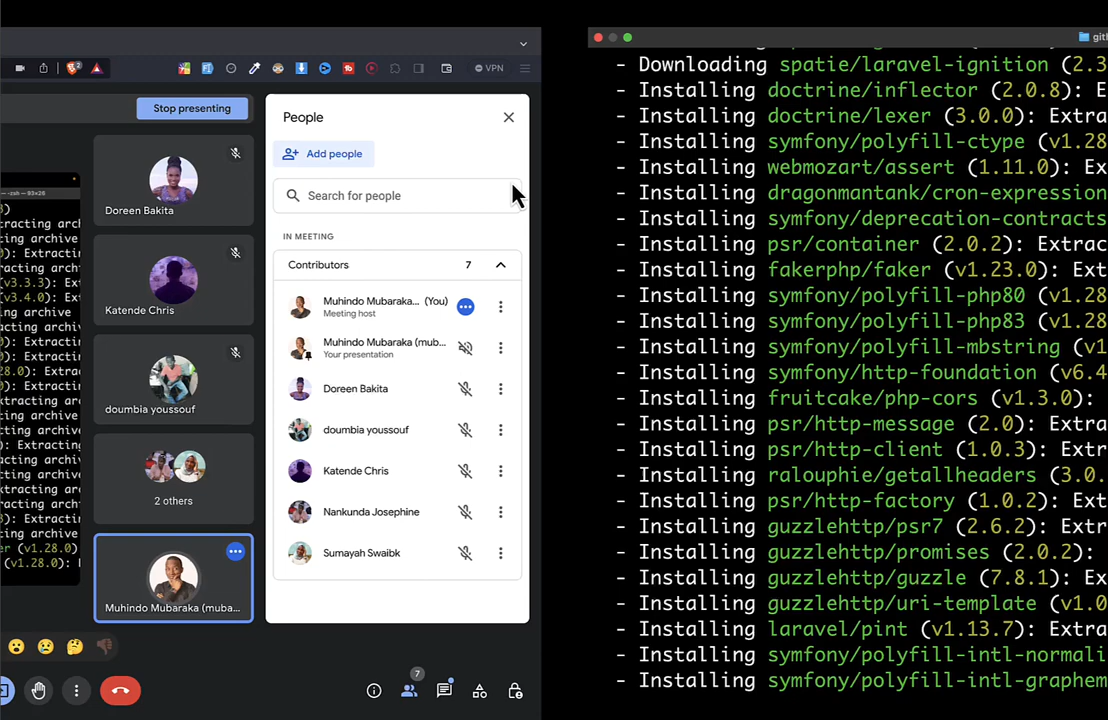 VPN
Stop presenting
-zsh — 93×26
Doreen Bakita
Katende Chris
doumbia youssouf
2 others
Muhindo Mubaraka (muba...
People
Add people
Search for people
IN MEETING
Contributors 7
Muhindo Mubaraka... (You)
Meeting host
Muhindo Mubaraka (mub...
Your presentation
Doreen Bakita
doumbia youssouf
Katende Chris
Nankunda Josephine
Sumayah Swaibk
7
- Downloading spatie/laravel-ignition (2.3
- Installing doctrine/inflector (2.0.8): E
- Installing doctrine/lexer (3.0.0): Extra
- Installing symfony/polyfill-ctype (v1.28
- Installing webmozart/assert (1.11.0): Ex
- Installing dragonmantank/cron-expression
- Installing symfony/deprecation-contracts
- Installing psr/container (2.0.2): Extrac
- Installing fakerphp/faker (v1.23.0): Ext
- Installing symfony/polyfill-php80 (v1.28
- Installing symfony/polyfill-php83 (v1.28
- Installing symfony/polyfill-mbstring (v1
- Installing symfony/http-foundation (v6.4
- Installing fruitcake/php-cors (v1.3.0):
- Installing psr/http-message (2.0): Extra
- Installing psr/http-client (1.0.3): Extr
- Installing ralouphie/getallheaders (3.0.
- Installing psr/http-factory (1.0.2): Ext
- Installing guzzlehttp/psr7 (2.6.2): Extr
- Installing guzzlehttp/promises (2.0.2):
- Installing guzzlehttp/guzzle (7.8.1): Ex
- Installing guzzlehttp/uri-template (v1.0
- Installing laravel/pint (v1.13.7): Extra
- Installing symfony/polyfill-intl-normali
- Installing symfony/polyfill-intl-graphem